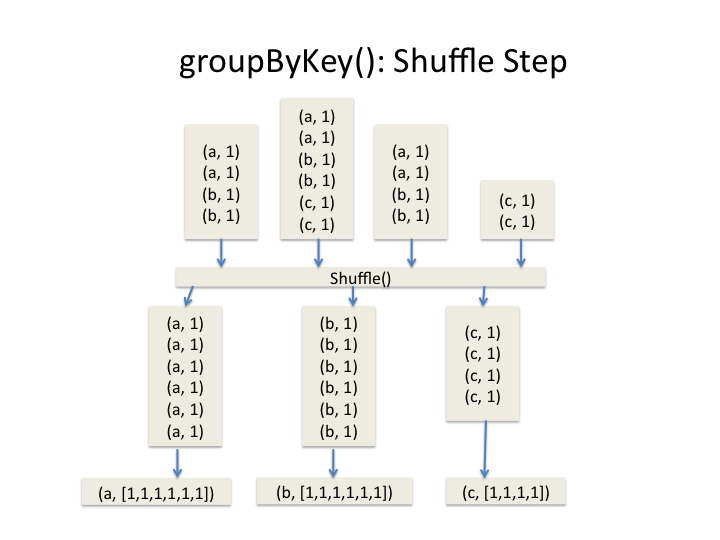 groupByKey(): Shuffle Step
(a, 1)
(a, 1)
(b, 1)
(b, 1)
(a, 1)
(a, 1)
(b, 1)
(b, 1)
(c, 1)
(c, 1)
(a, 1)
(a, 1)
(b, 1)
(b, 1)
(c, 1)
(c, 1)
Shuffle()
(a, 1)
(a, 1)
(a, 1)
(a, 1)
(a, 1)
(a, 1)
(b, 1)
(b, 1)
(b, 1)
(b, 1)
(b, 1)
(b, 1)
(c, 1)
(c, 1)
(c, 1)
(c, 1)
(a, [1,1,1,1,1,1])
(b, [1,1,1,1,1,1])
(c, [1,1,1,1])